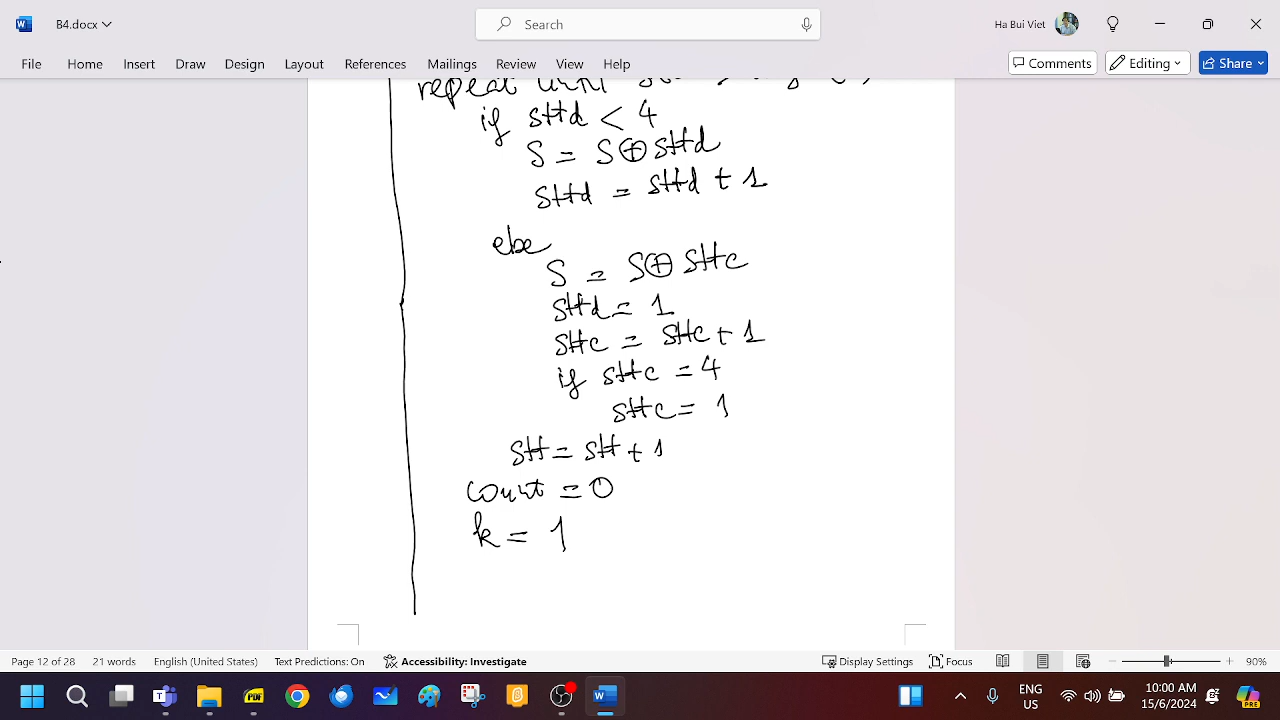 B4.docx
Search
Ha Bui Viet
File Home Insert Draw Design Layout References Mailings Review View Help
Comments Editing Share
repeat until
if sttd < 4
S = S⊕sttd
sttd = sttd + 1
else
S = S⊕sttc
sttd = 1
sttc = sttc + 1
if sttc = 4
sttc = 1
stt = stt + 1
count = 0
k = 1
Page 12 of 28 21 words English (United States) Text Predictions: On Accessibility: Investigate Display Settings Focus 90%
ENG 10:00 AM
US 15/6/2024